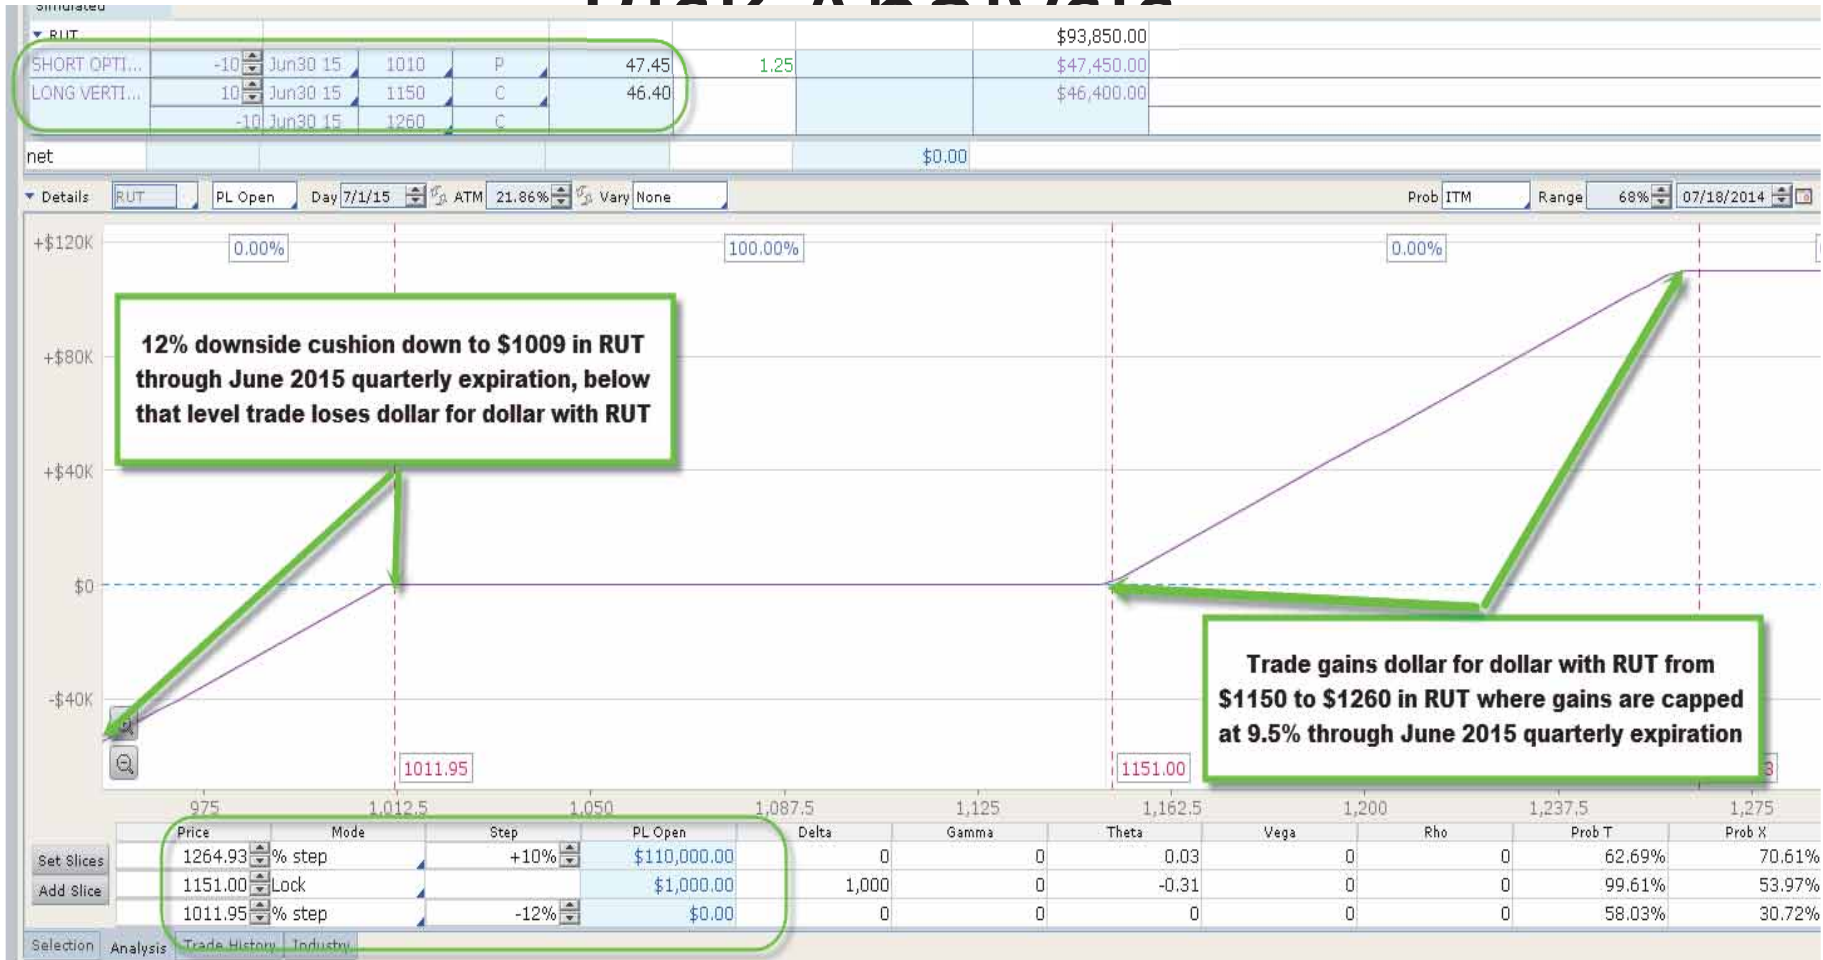 Risk Analysis
Simulated
RUT $93,850.00
SHORT OPTI... -10 Jun30 15 1010 P 47.45 1.25 $47,450.00
LONG VERTI... 10 Jun30 15 1150 C 46.40 $46,400.00
-10 Jun30 15 1260 C
net $0.00
Details RUT PL Open Day 7/1/15 ATM 21.86% Vary None Prob ITM Range 68% 07/18/2014
+$120K 0.00% 100.00% 0.00%
12% downside cushion down to $1009 in RUT
through June 2015 quarterly expiration, below
that level trade loses dollar for dollar with RUT
+$80K
+$40K
$0
-$40K
Trade gains dollar for dollar with RUT from
$1150 to $1260 in RUT where gains are capped
at 9.5% through June 2015 quarterly expiration
1011.95 1151.00 3
975 1,012.5 1,050 1,087.5 1,125 1,162.5 1,200 1,237.5 1,275
Price Mode Step PL Open Delta Gamma Theta Vega Rho Prob T Prob X
Set Slices 1264.93 % step +10% $110,000.00 0 0 0.03 0 0 62.69% 70.61%
Add Slice 1151.00 Lock $1,000.00 1,000 0 -0.31 0 0 99.61% 53.97%
1011.95 % step -12% $0.00 0 0 0 0 0 58.03% 30.72%
Selection Analysis Trade History Industry